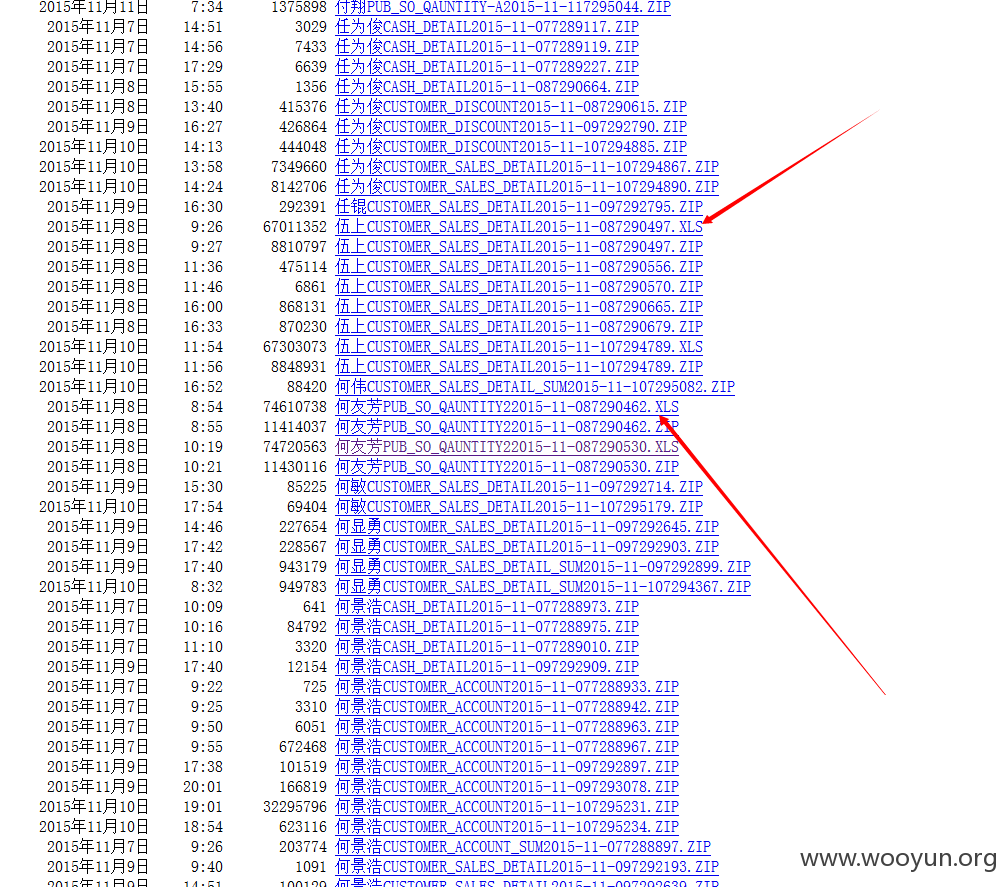 2015年11月11日 7:34 1375898 付翔PUB_SO_QAUNTITY-A2015-11-117295044.ZIP
2015年11月7日 14:51 3029 任为俊CASH_DETAIL2015-11-077289117.ZIP
2015年11月7日 14:56 7433 任为俊CASH_DETAIL2015-11-077289119.ZIP
2015年11月7日 17:29 6639 任为俊CASH_DETAIL2015-11-077289227.ZIP
2015年11月8日 15:55 1356 任为俊CASH_DETAIL2015-11-087290664.ZIP
2015年11月8日 13:40 415376 任为俊CUSTOMER_DISCOUNT2015-11-087290615.ZIP
2015年11月9日 16:27 426864 任为俊CUSTOMER_DISCOUNT2015-11-097292790.ZIP
2015年11月10日 14:13 444048 任为俊CUSTOMER_DISCOUNT2015-11-107294885.ZIP
2015年11月10日 13:58 7349660 任为俊CUSTOMER_SALES_DETAIL2015-11-107294867.ZIP
2015年11月10日 14:24 8142706 任为俊CUSTOMER_SALES_DETAIL2015-11-107294890.ZIP
2015年11月9日 16:30 292391 任锟CUSTOMER_SALES_DETAIL2015-11-097292795.ZIP
2015年11月8日 9:26 67011352 伍上CUSTOMER_SALES_DETAIL2015-11-087290497.XLS
2015年11月8日 9:27 8810797 伍上CUSTOMER_SALES_DETAIL2015-11-087290497.ZIP
2015年11月8日 11:36 475114 伍上CUSTOMER_SALES_DETAIL2015-11-087290556.ZIP
2015年11月8日 11:46 6861 伍上CUSTOMER_SALES_DETAIL2015-11-087290570.ZIP
2015年11月8日 16:00 868131 伍上CUSTOMER_SALES_DETAIL2015-11-087290665.ZIP
2015年11月8日 16:33 870230 伍上CUSTOMER_SALES_DETAIL2015-11-087290679.ZIP
2015年11月10日 11:54 67303073 伍上CUSTOMER_SALES_DETAIL2015-11-107294789.XLS
2015年11月10日 11:56 8848931 伍上CUSTOMER_SALES_DETAIL2015-11-107294789.ZIP
2015年11月10日 16:52 88420 何伟CUSTOMER_SALES_DETAIL_SUM2015-11-107295082.ZIP
2015年11月8日 8:54 74610738 何友芳PUB_SO_QAUNTITY22015-11-087290462.XLS
2015年11月8日 8:55 11414037 何友芳PUB_SO_QAUNTITY22015-11-087290462.ZIP
2015年11月8日 10:19 74720563 何友芳PUB_SO_QAUNTITY22015-11-087290530.XLS
2015年11月8日 10:21 11430116 何友芳PUB_SO_QAUNTITY22015-11-087290530.ZIP
2015年11月9日 15:30 85225 何敏CUSTOMER_SALES_DETAIL2015-11-097292714.ZIP
2015年11月10日 17:54 69404 何敏CUSTOMER_SALES_DETAIL2015-11-107295179.ZIP
2015年11月9日 14:46 227654 何显勇CUSTOMER_SALES_DETAIL2015-11-097292645.ZIP
2015年11月9日 17:42 228567 何显勇CUSTOMER_SALES_DETAIL2015-11-097292903.ZIP
2015年11月9日 17:40 943179 何显勇CUSTOMER_SALES_DETAIL_SUM2015-11-097292899.ZIP
2015年11月10日 8:32 949783 何显勇CUSTOMER_SALES_DETAIL_SUM2015-11-107294367.ZIP
2015年11月7日 10:09 641 何景浩CASH_DETAIL2015-11-077288973.ZIP
2015年11月7日 10:16 84792 何景浩CASH_DETAIL2015-11-077288975.ZIP
2015年11月7日 11:10 3320 何景浩CASH_DETAIL2015-11-077289010.ZIP
2015年11月9日 17:40 12154 何景浩CASH_DETAIL2015-11-097292909.ZIP
2015年11月7日 9:22 725 何景浩CUSTOMER_ACCOUNT2015-11-077288933.ZIP
2015年11月7日 9:25 3310 何景浩CUSTOMER_ACCOUNT2015-11-077288942.ZIP
2015年11月7日 9:50 6051 何景浩CUSTOMER_ACCOUNT2015-11-077288963.ZIP
2015年11月7日 9:55 672468 何景浩CUSTOMER_ACCOUNT2015-11-077288967.ZIP
2015年11月9日 17:38 101519 何景浩CUSTOMER_ACCOUNT2015-11-097292897.ZIP
2015年11月9日 20:01 166819 何景浩CUSTOMER_ACCOUNT2015-11-097293078.ZIP
2015年11月10日 19:01 32295796 何景浩CUSTOMER_ACCOUNT2015-11-107295231.ZIP
2015年11月10日 18:54 623116 何景浩CUSTOMER_ACCOUNT2015-11-107295234.ZIP
2015年11月7日 9:26 203774 何景浩CUSTOMER_ACCOUNT_SUM2015-11-077288897.ZIP
2015年11月9日 9:40 1091 何景浩CUSTOMER_SALES_DETAIL2015-11-097292193.ZIP
2015年11月9日 14:51 100129 何景浩CUSTOMER_SALES_DETAIL2015-11-097292639.ZIP
www.wooyun.org